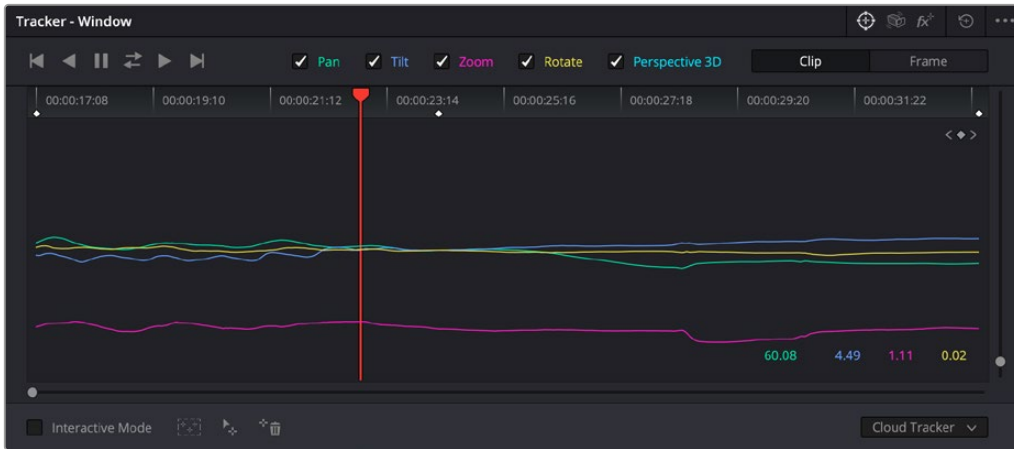 Tracker - Window
fx
Pan Tilt Zoom Rotate Perspective 3D Clip Frame
00:00:17:08 00:00:19:10 00:00:21:12 00:00:23:14 00:00:25:16 00:00:27:18 00:00:29:20 00:00:31:22
60.08 4.49 1.11 0.02
Interactive Mode Cloud Tracker